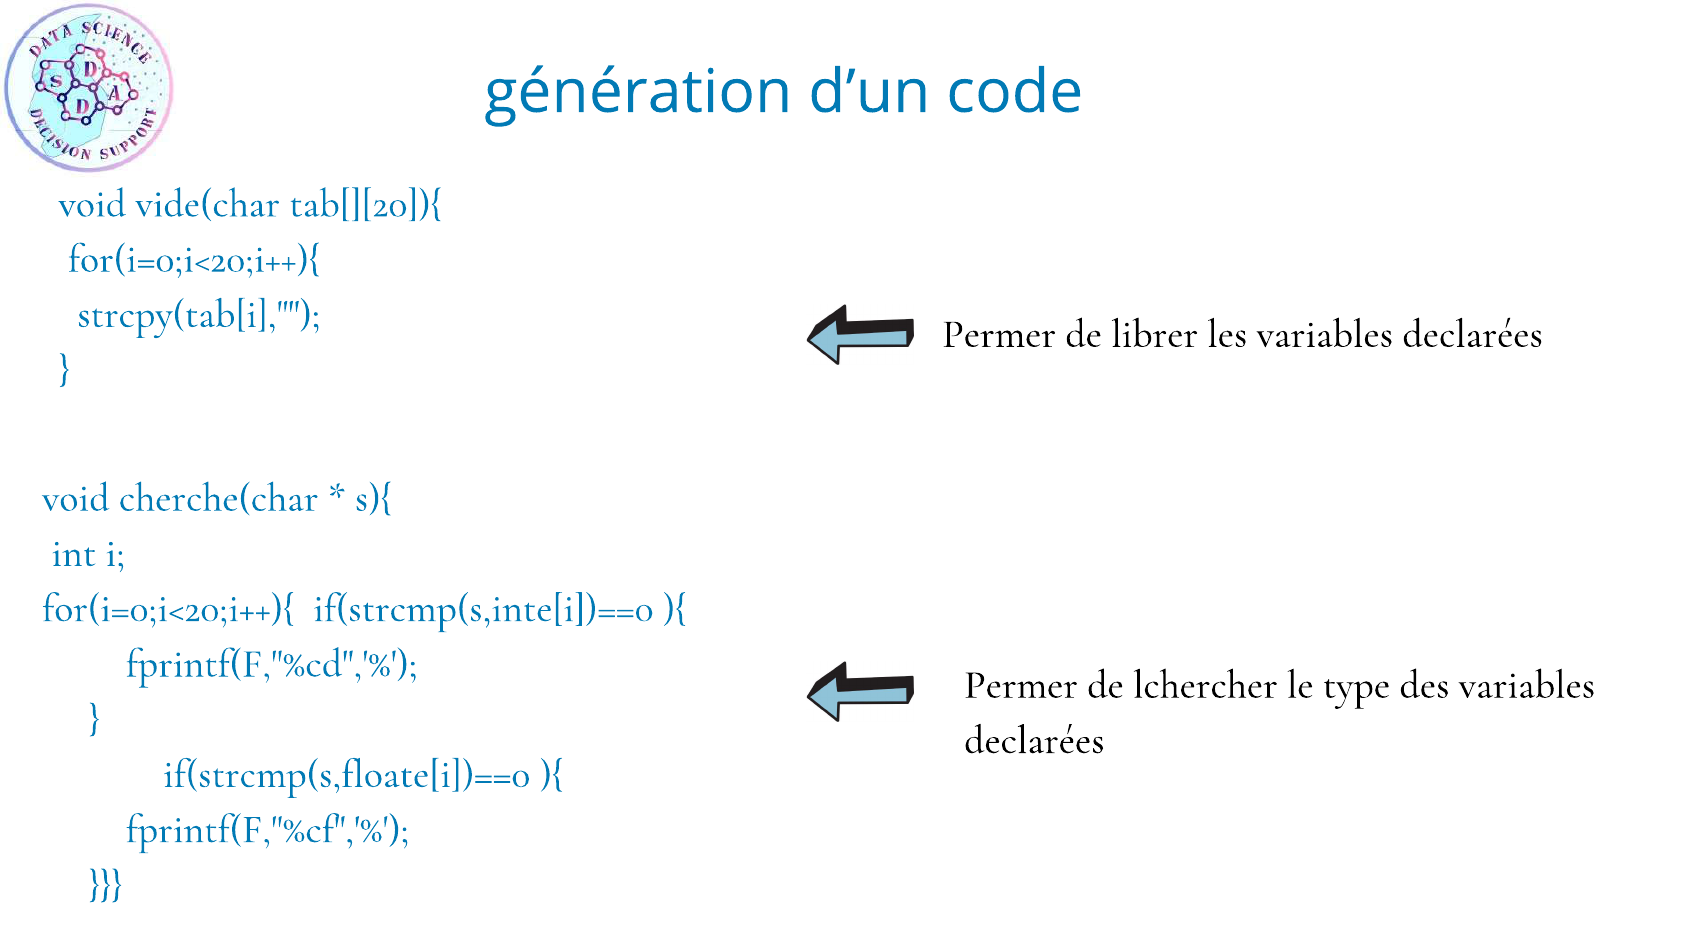 DATA SCIENCE
S D D A
DECISION SUPPORT
génération d’un code
void vide(char tab[][20]){
for(i=0;i<20;i++){
strcpy(tab[i],"");
}
Permer de librer les variables declarées
void cherche(char * s){
int i;
for(i=0;i<20;i++){ if(strcmp(s,inte[i])==0 ){
fprintf(F,"%cd",'%');
}
if(strcmp(s,floate[i])==0 ){
fprintf(F,"%cf",'%');
}}}
Permer de lchercher le type des variables
declarées